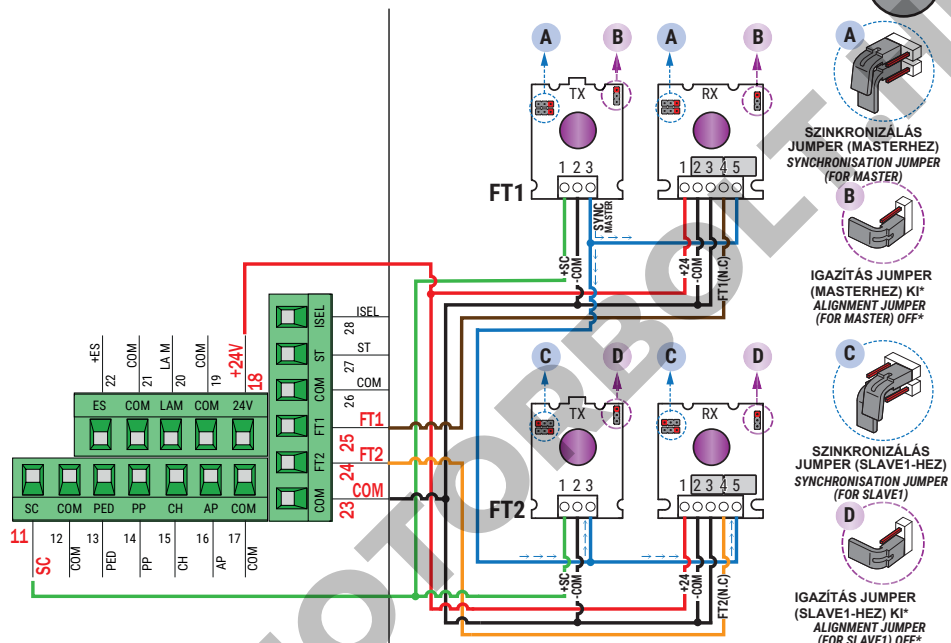 A B A B
TX RX
1 2 3 1 2 3 4 5
FT1
SYNC MASTER
+SC -COM +24 -COM FT1(N.C)
A
SZINKRONIZÁLÁS
JUMPER (MASTERHEZ)
SYNCHRONISATION JUMPER
(FOR MASTER)
B
IGAZÍTÁS JUMPER
(MASTERHEZ) KI*
ALIGNMENT JUMPER
(FOR MASTER) OFF*
C D C D
TX RX
1 2 3 1 2 3 4 5
FT2
+SC -COM +24 -COM FT2(N.C)
C
SZINKRONIZÁLÁS
JUMPER (SLAVE1-HEZ)
SYNCHRONISATION JUMPER
(FOR SLAVE1)
D
IGAZÍTÁS JUMPER
(SLAVE1-HEZ) KI*
ALIGNMENT JUMPER
(FOR SLAVE1) OFF*
+ES COM LAM COM +24V
22 21 20 19 18
ES COM LAM COM 24V
SC COM PED PP CH AP COM
11 12 13 14 15 16 17
SC COM PED PP CH AP COM
ISEL ISEL 28
ST ST 27
COM COM 26
FT1 FT1 25
FT2 FT2 24
COM COM 23